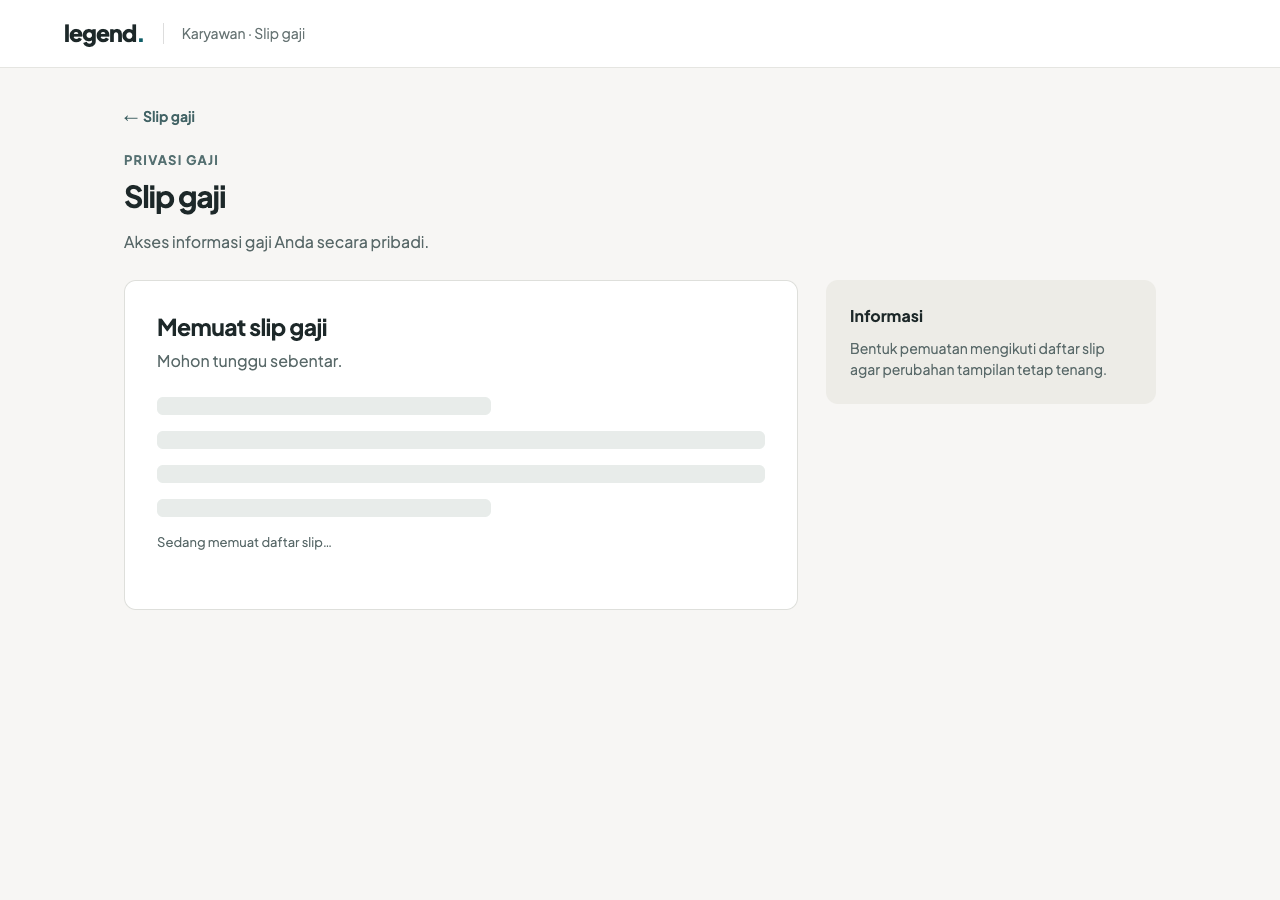 legend.
Karyawan · Slip gaji
← Slip gaji
PRIVASI GAJI
Slip gaji
Akses informasi gaji Anda secara pribadi.
Memuat slip gaji
Mohon tunggu sebentar.
Sedang memuat daftar slip…
Informasi
Bentuk pemuatan mengikuti daftar slip
agar perubahan tampilan tetap tenang.